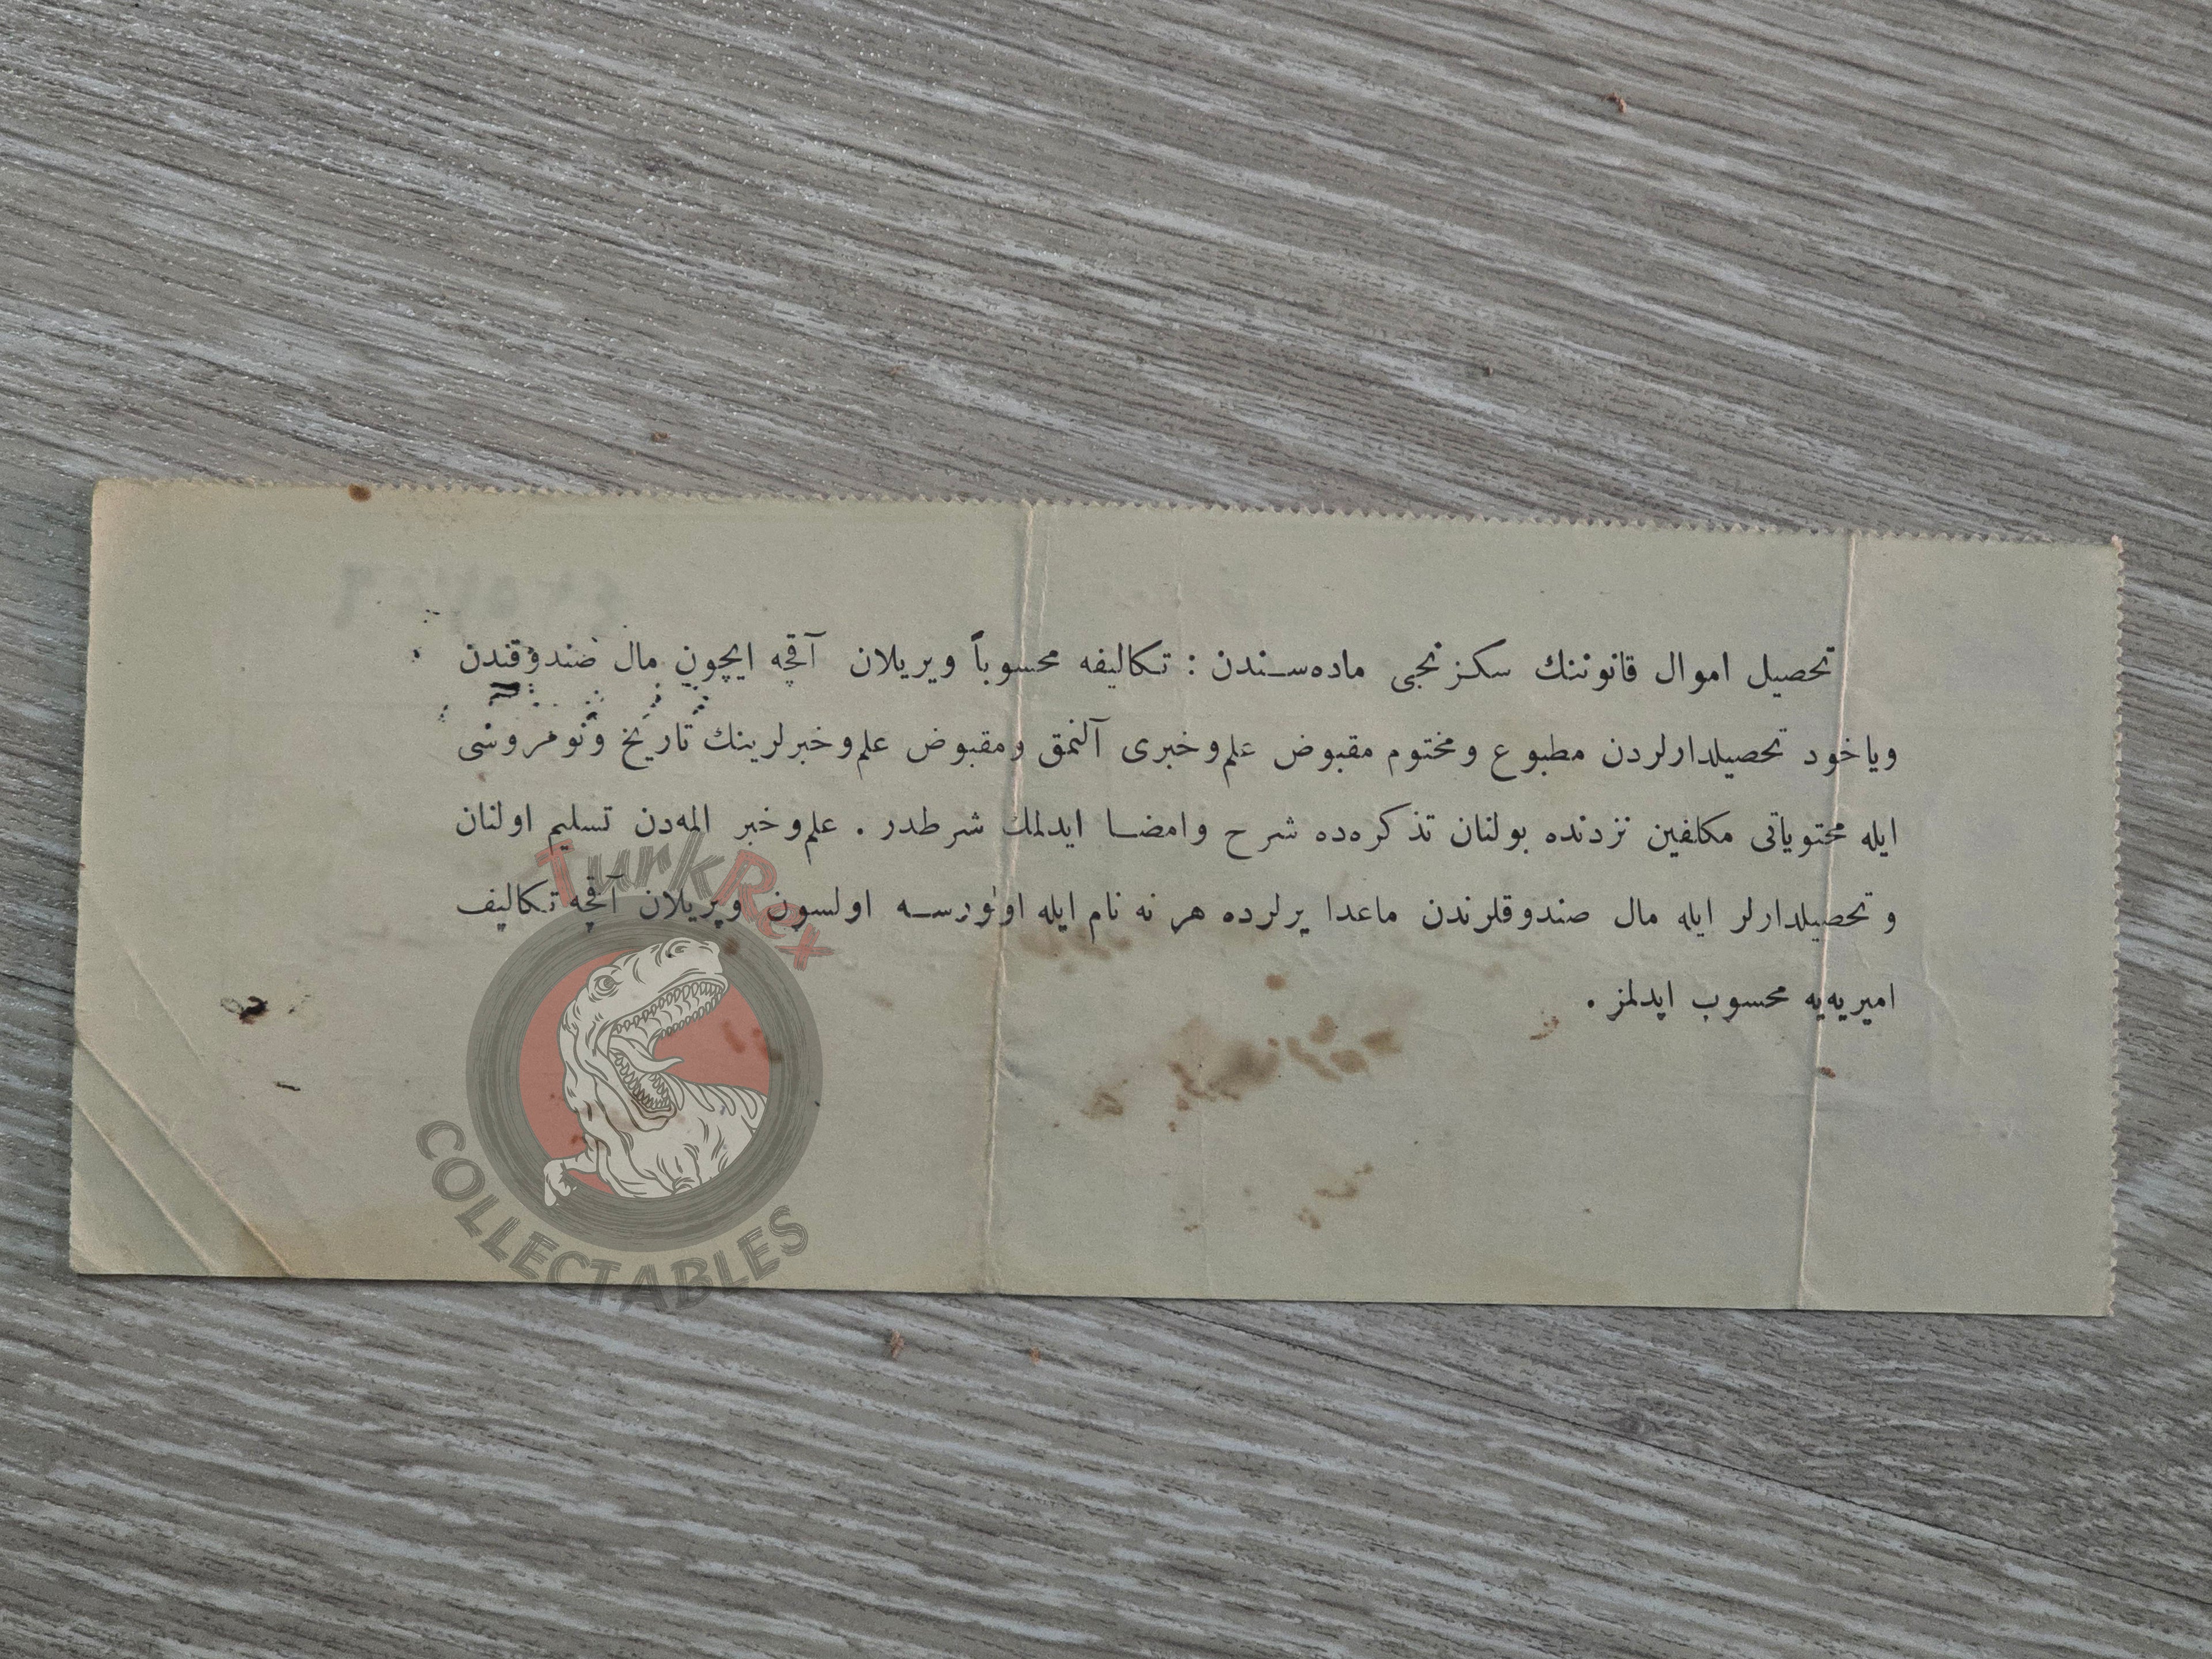 تحصیل اموال قانوننك سكزنجی ماده‌سندن : تكالیفه محسوباً ویریلان آقچه ایچون مال صندوقندن
ویاخود تحصیلدارلردن مطبوع ومختوم مقبوض علم‌وخبری آلنمق ومقبوض علم‌وخبرلرینك تاریخ ونومروسی
ایله محتویاتی مكلفین نزدنده بولنان تذكره‌ده شرح وامضا ایدلمك شرطدر . علم‌وخبر المه‌دن تسلیم اولنان
و تحصیلدارلر ایله مال صندوقلرندن ماعدا یرلرده هر نه نام ایله اولورسه اولسون ویریلان آقچه تكالیف
امیریه‌یه محسوب ایدلمز .
TurkRex
COLLECTABLES